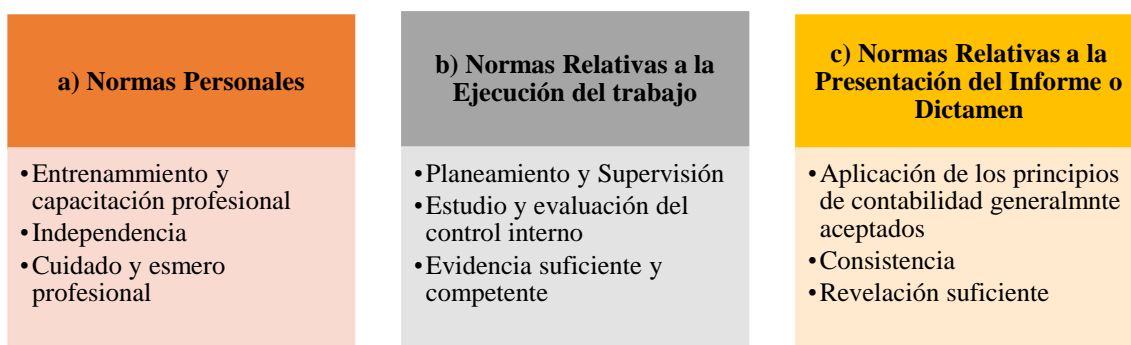 a) Normas Personales
•Entrenammiento y
capacitación profesional
•Independencia
•Cuidado y esmero
profesional
b) Normas Relativas a la
Ejecución del trabajo
•Planeamiento y Supervisión
•Estudio y evaluación del
control interno
•Evidencia suficiente y
competente
c) Normas Relativas a la
Presentación del Informe o
Dictamen
•Aplicación de los principios
de contabilidad generalmnte
aceptados
•Consistencia
•Revelación suficiente